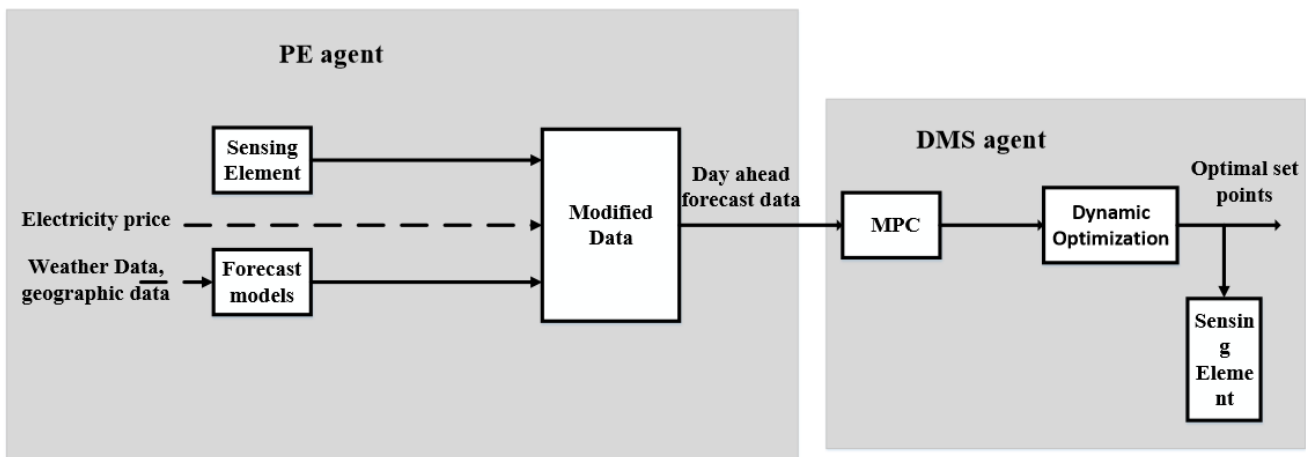 PE agent
Sensing
Element
Electricity price
Weather Data,
geographic data
Forecast
models
Modified
Data
Day ahead
forecast data
DMS agent
MPC
Dynamic
Optimization
Optimal set
points
Sensin
g
Eleme
nt